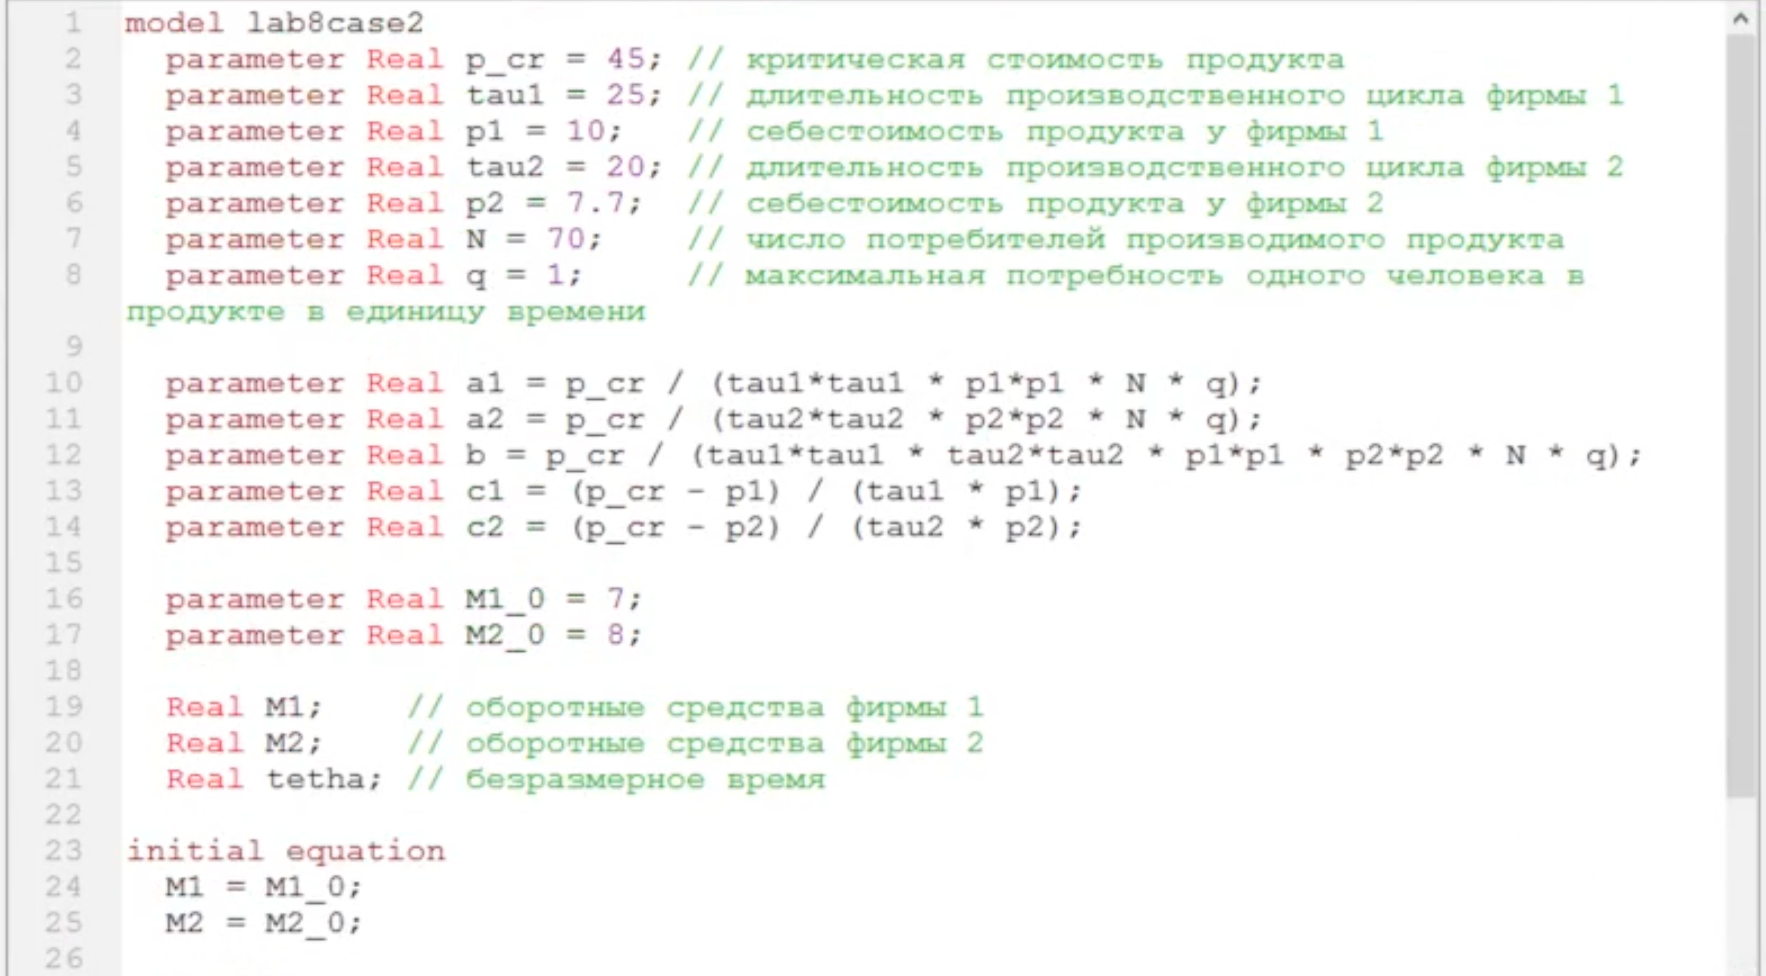 1 model lab8case2
2 parameter Real p_cr = 45; // критическая стоимость продукта
3 parameter Real tau1 = 25; // длительность производственного цикла фирмы 1
4 parameter Real p1 = 10; // себестоимость продукта у фирмы 1
5 parameter Real tau2 = 20; // длительность производственного цикла фирмы 2
6 parameter Real p2 = 7.7; // себестоимость продукта у фирмы 2
7 parameter Real N = 70; // число потребителей производимого продукта
8 parameter Real q = 1; // максимальная потребность одного человека в
продукте в единицу времени
9
10 parameter Real a1 = p_cr / (tau1*tau1 * p1*p1 * N * q);
11 parameter Real a2 = p_cr / (tau2*tau2 * p2*p2 * N * q);
12 parameter Real b = p_cr / (tau1*tau1 * tau2*tau2 * p1*p1 * p2*p2 * N * q);
13 parameter Real c1 = (p_cr - p1) / (tau1 * p1);
14 parameter Real c2 = (p_cr - p2) / (tau2 * p2);
15
16 parameter Real M1_0 = 7;
17 parameter Real M2_0 = 8;
18
19 Real M1; // оборотные средства фирмы 1
20 Real M2; // оборотные средства фирмы 2
21 Real tetha; // безразмерное время
22
23 initial equation
24 M1 = M1_0;
25 M2 = M2_0;
26